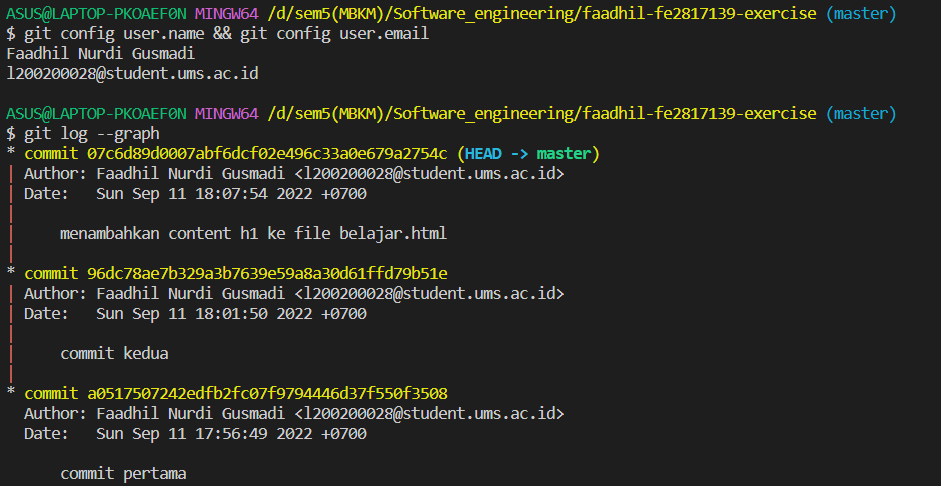 ASUS@LAPTOP-PKOAEF0N MINGW64 /d/sem5(MBKM)/Software_engineering/faadhil-fe2817139-exercise (master)
$ git config user.name && git config user.email
Faadhil Nurdi Gusmadi
l200200028@student.ums.ac.id
ASUS@LAPTOP-PKOAEF0N MINGW64 /d/sem5(MBKM)/Software_engineering/faadhil-fe2817139-exercise (master)
$ git log --graph
* commit 07c6d89d0007abf6dcf02e496c33a0e679a2754c (HEAD -> master)
| Author: Faadhil Nurdi Gusmadi <l200200028@student.ums.ac.id>
| Date:   Sun Sep 11 18:07:54 2022 +0700
|
|     menambahkan content h1 ke file belajar.html
|
* commit 96dc78ae7b329a3b7639e59a8a30d61ffd79b51e
| Author: Faadhil Nurdi Gusmadi <l200200028@student.ums.ac.id>
| Date:   Sun Sep 11 18:01:50 2022 +0700
|
|     commit kedua
|
* commit a0517507242edfb2fc07f9794446d37f550f3508
  Author: Faadhil Nurdi Gusmadi <l200200028@student.ums.ac.id>
  Date:   Sun Sep 11 17:56:49 2022 +0700
      commit pertama